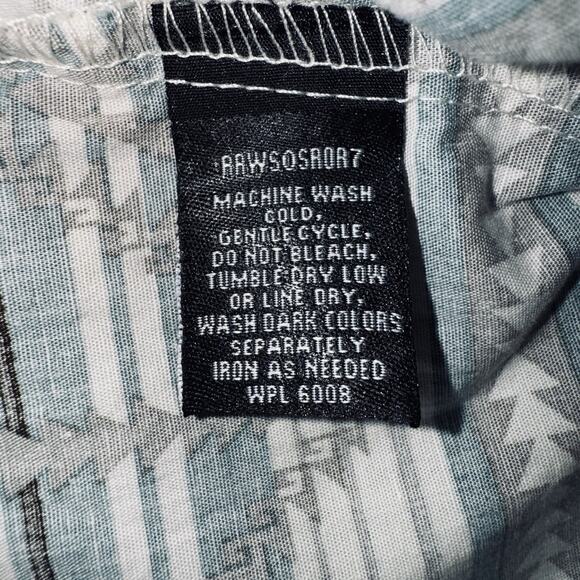 RRWSOSR0R7
MACHINE WASH
COLD,
GENTLE CYCLE,
DO NOT BLEACH,
TUMBLE DRY LOW
OR LINE DRY,
WASH DARK COLORS
SEPARATELY
IRON AS NEEDED
WPL 6008